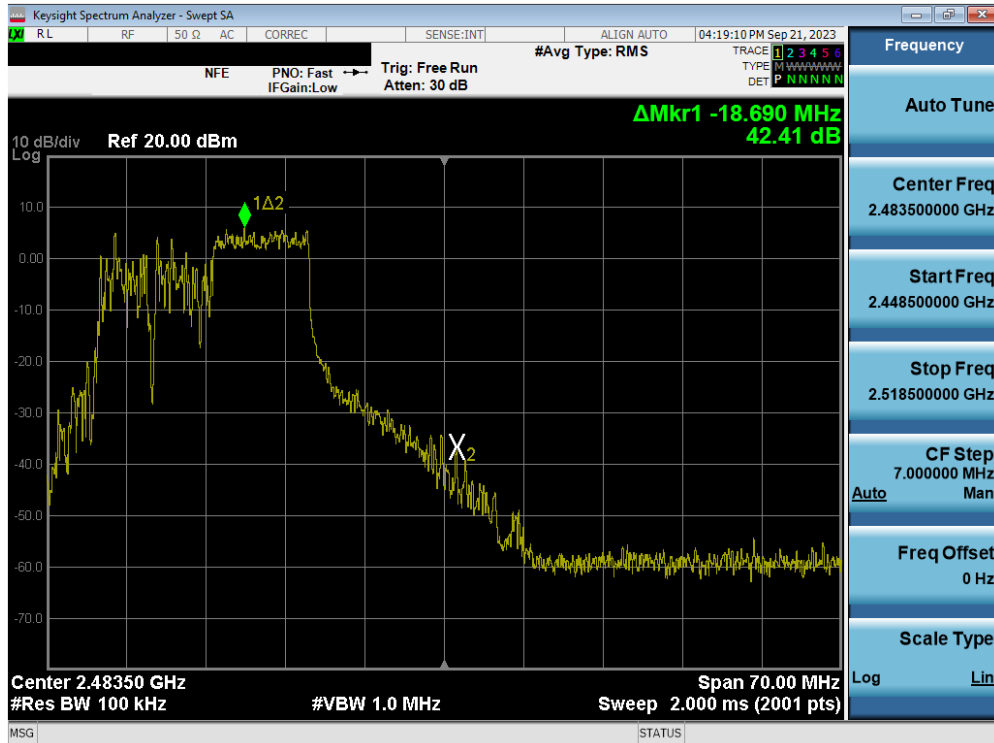 Keysight Spectrum Analyzer - Swept SA
LXI RL RF 50 Ω AC CORREC SENSE:INT ALIGN AUTO 04:19:10 PM Sep 21, 2023
NFE PNO: Fast Trig: Free Run #Avg Type: RMS TRACE 1 2 3 4 5 6
IFGain:Low Atten: 30 dB TYPE M W W W W W
DET P N N N N N
ΔMkr1 -18.690 MHz
42.41 dB
10 dB/div Ref 20.00 dBm
Log
10.0
0.00
-10.0
-20.0
-30.0
-40.0
-50.0
-60.0
-70.0
1Δ2
X2
Center 2.48350 GHz Span 70.00 MHz
#Res BW 100 kHz #VBW 1.0 MHz Sweep 2.000 ms (2001 pts)
MSG STATUS
Frequency
Auto Tune
Center Freq
2.483500000 GHz
Start Freq
2.448500000 GHz
Stop Freq
2.518500000 GHz
CF Step
7.000000 MHz
Auto Man
Freq Offset
0 Hz
Scale Type
Log Lin